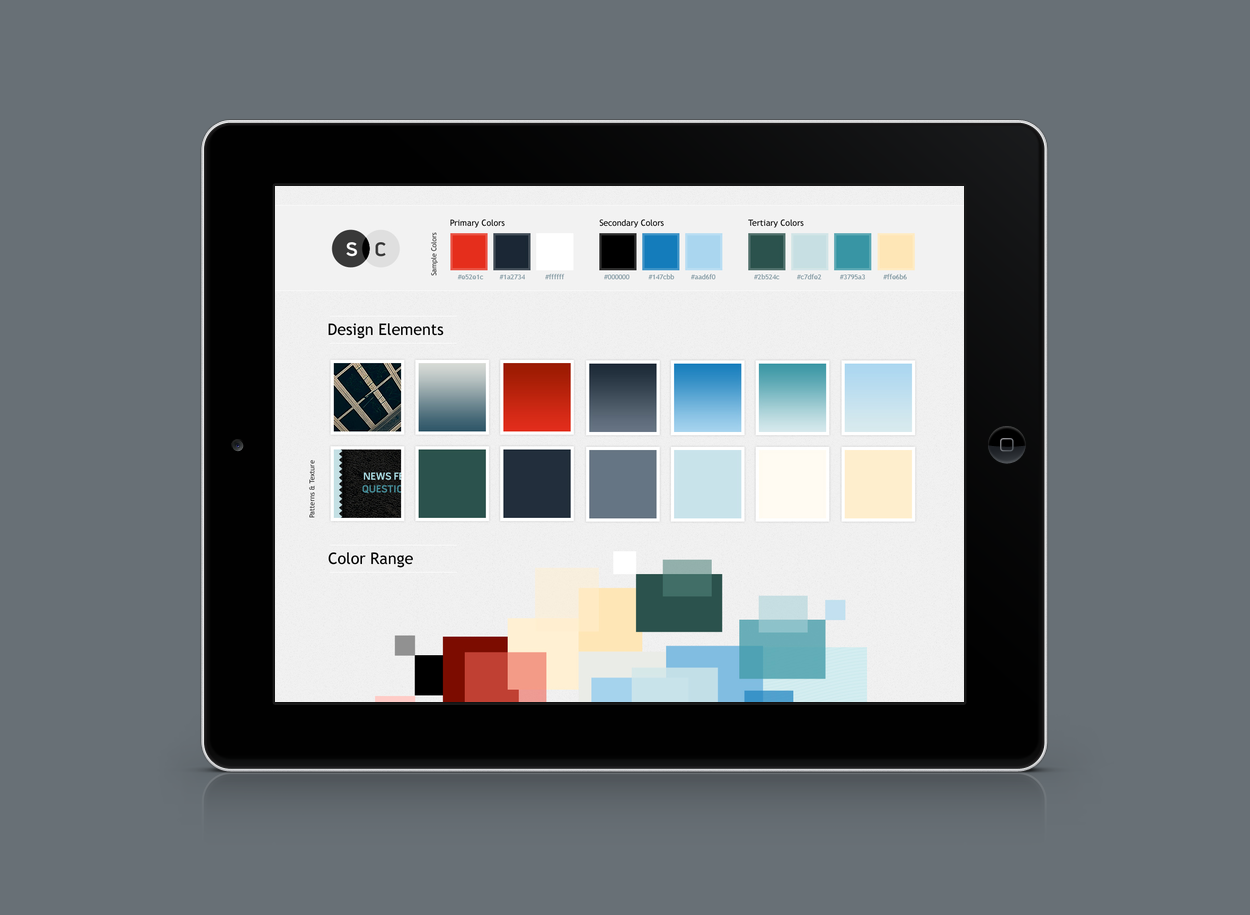 S C
Sample Colors
Primary Colors
#e52e1c #1a2734 #ffffff
Secondary Colors
#000000 #147cbb #aad6f0
Tertiary Colors
#2b524c #c7dfe2 #3795a3 #ffe6b6
Design Elements
Patterns & Texture
NEWS FE
QUESTIO
Color Range